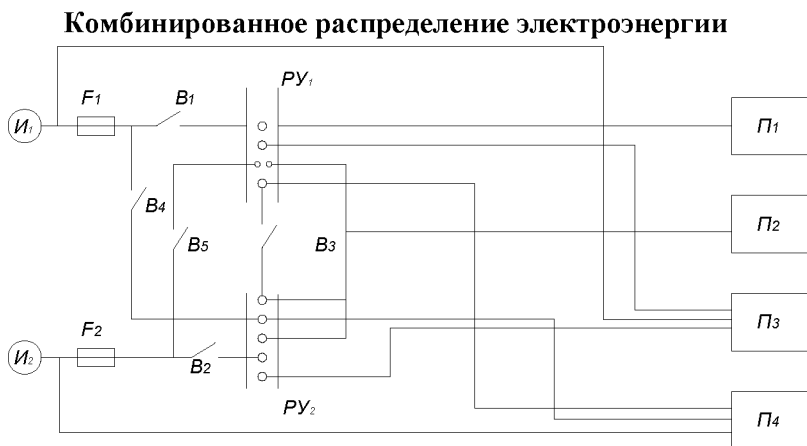 Комбинированное распределение электроэнергии
F1 B1 РУ1
И1 П1
B4 B5 B3 П2
F2 П3
И2 B2
РУ2 П4